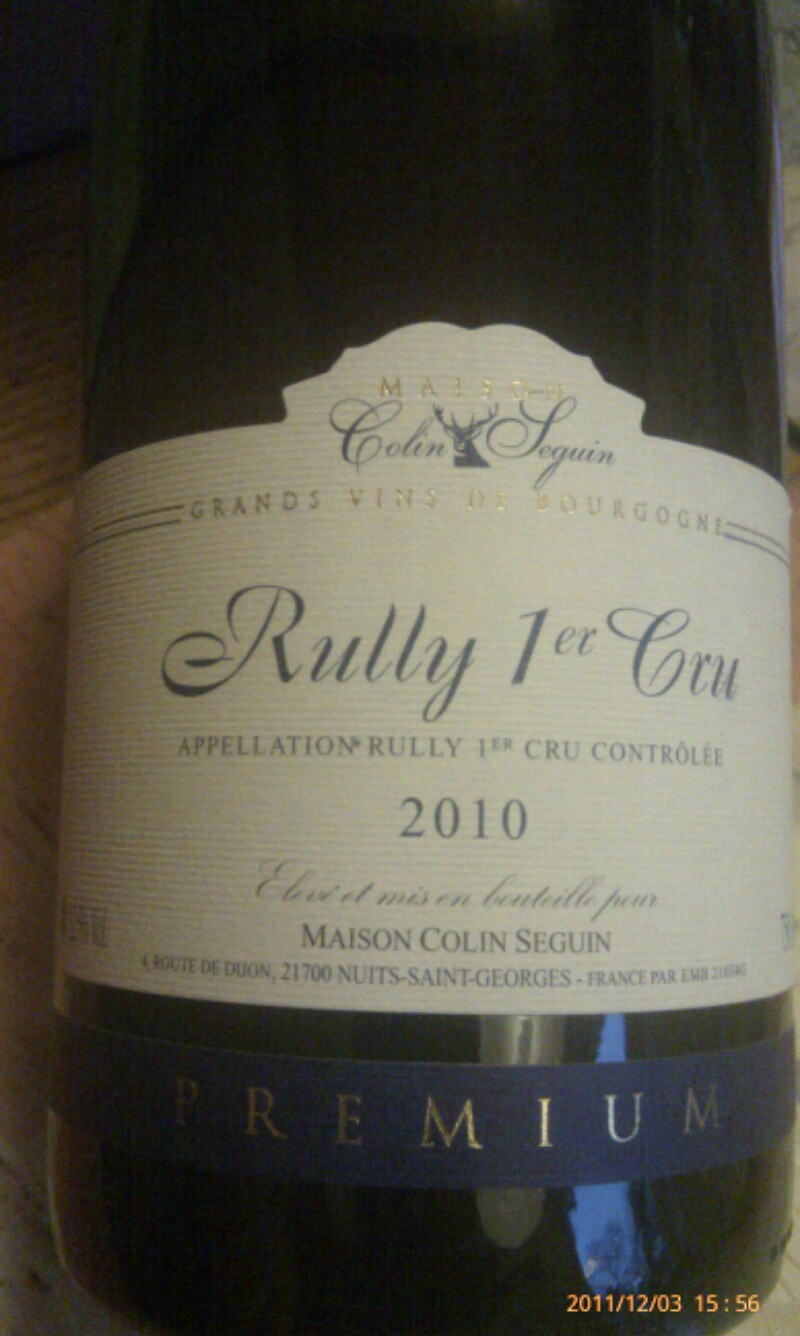 MAISON
Colin Seguin
GRANDS VINS DE BOURGOGNE
Rully 1er Cru
APPELLATION RULLY 1ER CRU CONTRÔLÉE
2010
Elevé et mis en bouteille pour
MAISON COLIN SEGUIN
4, ROUTE DE DIJON, 21700 NUITS-SAINT-GEORGES - FRANCE PAR EMB
PREMIUM
2011/12/03 15:56